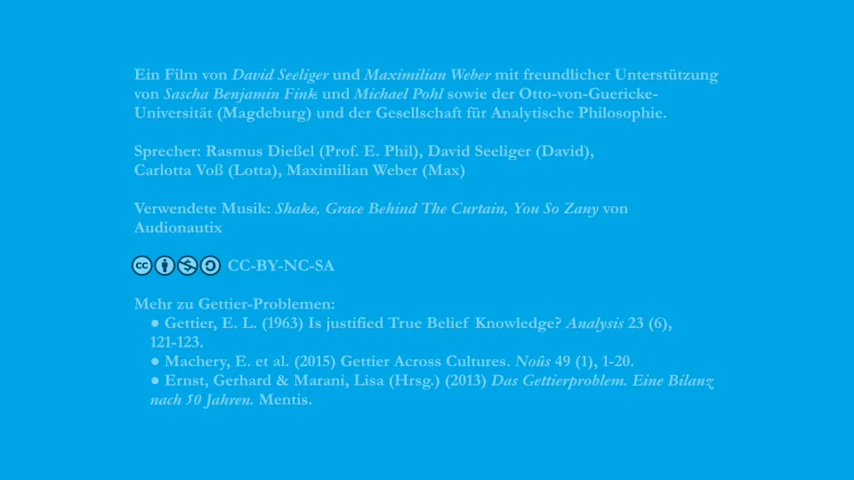 Ein Film von David Seeliger und Maximilian Weber mit freundlicher Unterstützung
von Sascha Benjamin Fink und Michael Pohl sowie der Otto-von-Guericke-
Universität (Magdeburg) und der Gesellschaft für Analytische Philosophie.
Sprecher: Rasmus Dießel (Prof. E. Phil), David Seeliger (David),
Carlotta Voß (Lotta), Maximilian Weber (Max)
Verwendete Musik: Shake, Grace Behind The Curtain, You So Zany von
Audionautix
cc CC-BY-NC-SA
Mehr zu Gettier-Problemen:
● Gettier, E. L. (1963) Is justified True Belief Knowledge? Analysis 23 (6),
121-123.
● Machery, E. et al. (2015) Gettier Across Cultures. Noûs 49 (1), 1-20.
● Ernst, Gerhard & Marani, Lisa (Hrsg.) (2013) Das Gettierproblem. Eine Bilanz
nach 50 Jahren. Mentis.